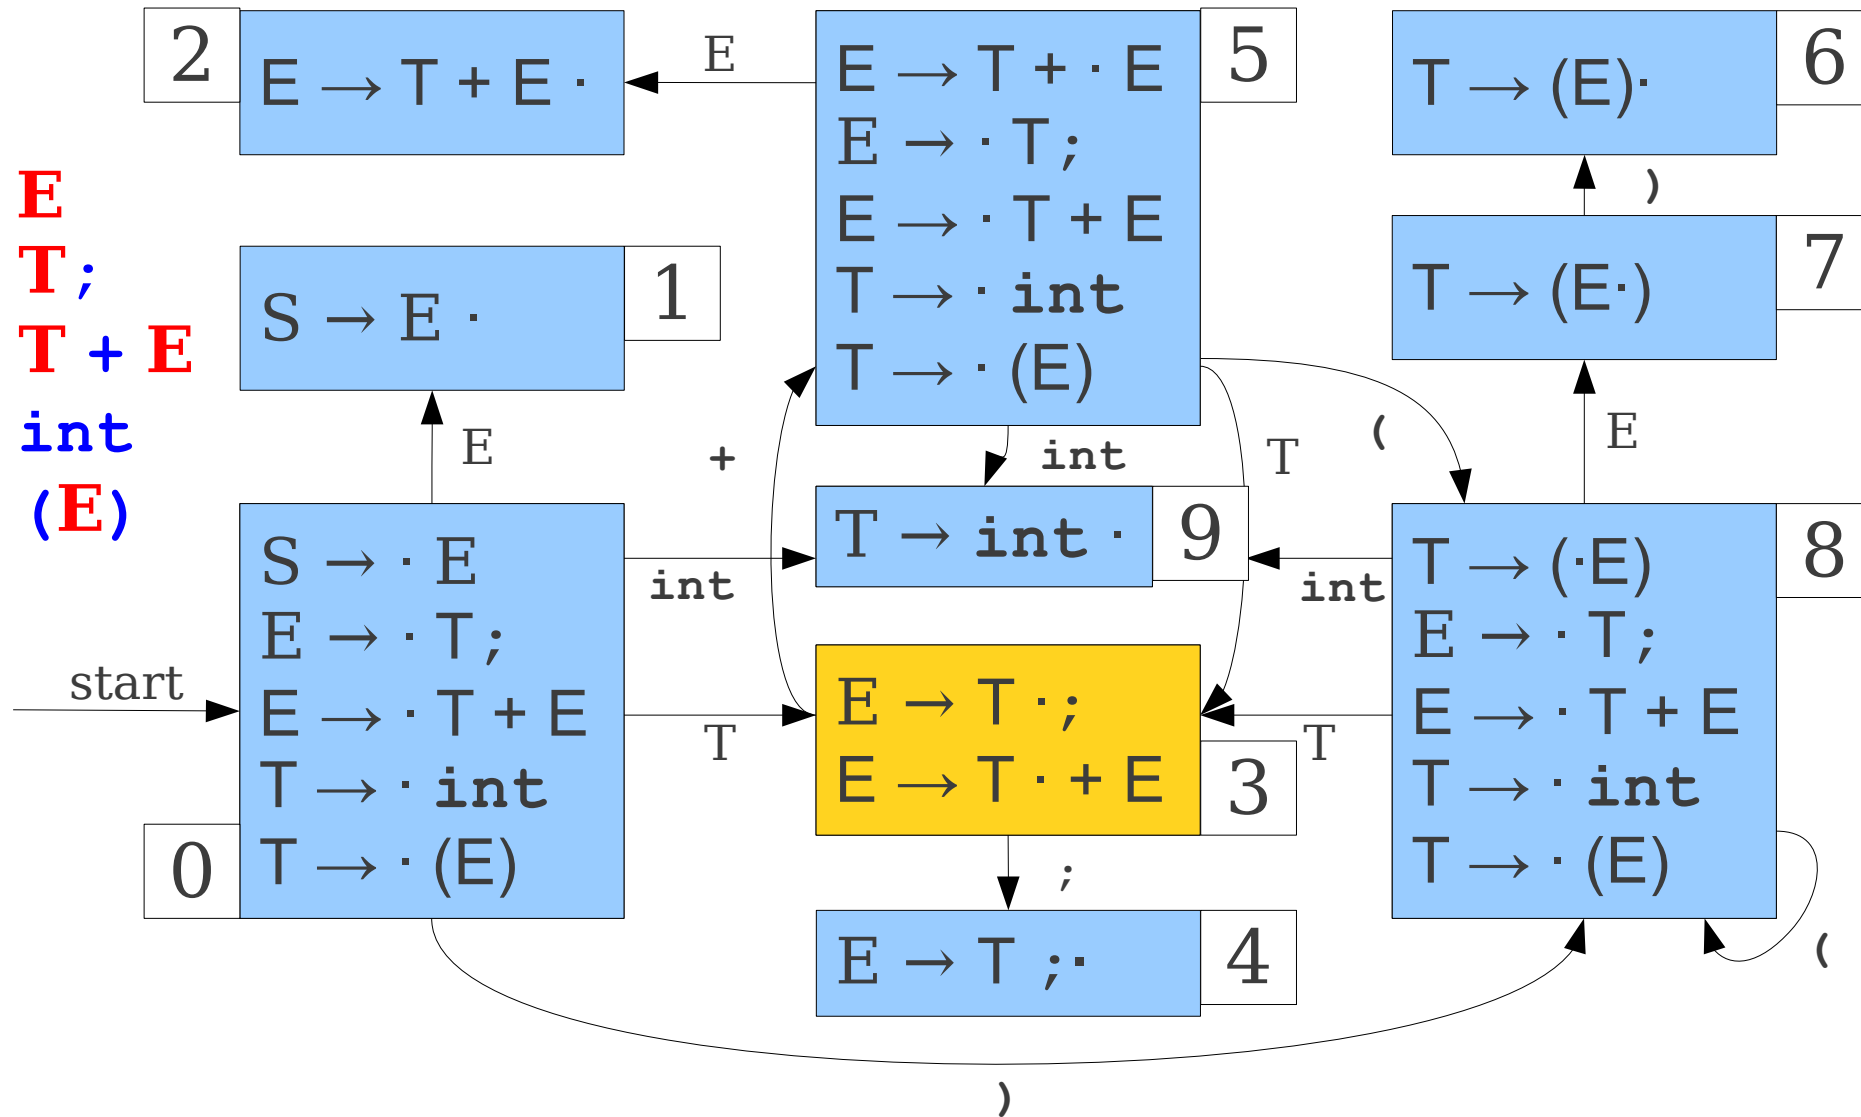 E
T ;
T + E
int
(E)
2
E → T + E ·
E
5
E → T + · E
E → · T ;
E → · T + E
T → · int
T → · (E)
6
T → (E)·
)
7
T → (E·)
E
1
S → E ·
E
+
int
T
(
9
T → int ·
int
int
start
0
S → · E
E → · T ;
E → · T + E
T → · int
T → · (E)
T
3
E → T · ;
E → T · + E
T
;
4
E → T ;·
8
T → (·E)
E → · T ;
E → · T + E
T → · int
T → · (E)
(
)